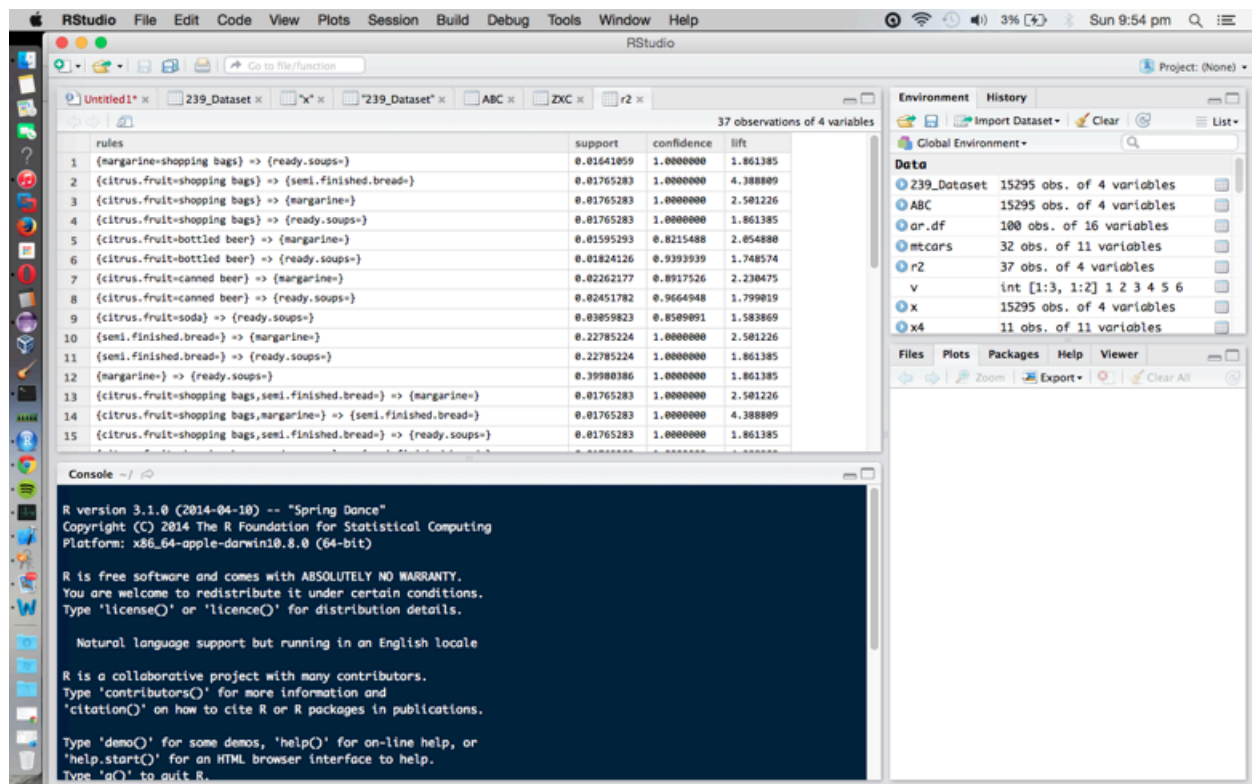 RStudio File Edit Code View Plots Session Build Debug Tools Window Help 3% Sun 9:54 pm
RStudio
Go to file/function Project: (None)
Untitled1* 239_Dataset "x" "239_Dataset" ABC ZXC r2
37 observations of 4 variables
rules support confidence lift
1 {margarine=shopping bags} => {ready.soups=} 0.01641059 1.0000000 1.861385
2 {citrus.fruit=shopping bags} => {semi.finished.bread=} 0.01765283 1.0000000 4.388809
3 {citrus.fruit=shopping bags} => {margarine=} 0.01765283 1.0000000 2.501226
4 {citrus.fruit=shopping bags} => {ready.soups=} 0.01765283 1.0000000 1.861385
5 {citrus.fruit=bottled beer} => {margarine=} 0.01595293 0.8215488 2.054880
6 {citrus.fruit=bottled beer} => {ready.soups=} 0.01824126 0.9393939 1.748574
7 {citrus.fruit=canned beer} => {margarine=} 0.02262177 0.8917526 2.230475
8 {citrus.fruit=canned beer} => {ready.soups=} 0.02451782 0.9664948 1.799019
9 {citrus.fruit=soda} => {ready.soups=} 0.03059823 0.8509091 1.583869
10 {semi.finished.bread=} => {margarine=} 0.22785224 1.0000000 2.501226
11 {semi.finished.bread=} => {ready.soups=} 0.22785224 1.0000000 1.861385
12 {margarine=} => {ready.soups=} 0.39980386 1.0000000 1.861385
13 {citrus.fruit=shopping bags,semi.finished.bread=} => {margarine=} 0.01765283 1.0000000 2.501226
14 {citrus.fruit=shopping bags,margarine=} => {semi.finished.bread=} 0.01765283 1.0000000 4.388809
15 {citrus.fruit=shopping bags,semi.finished.bread=} => {ready.soups=} 0.01765283 1.0000000 1.861385
Console ~/
R version 3.1.0 (2014-04-10) -- "Spring Dance"
Copyright (C) 2014 The R Foundation for Statistical Computing
Platform: x86_64-apple-darwin10.8.0 (64-bit)
R is free software and comes with ABSOLUTELY NO WARRANTY.
You are welcome to redistribute it under certain conditions.
Type 'license()' or 'licence()' for distribution details.
Natural language support but running in an English locale
R is a collaborative project with many contributors.
Type 'contributors()' for more information and
'citation()' on how to cite R or R packages in publications.
Type 'demo()' for some demos, 'help()' for on-line help, or
'help.start()' for an HTML browser interface to help.
Type 'q()' to quit R.
Environment History
Import Dataset Clear List
Global Environment
Data
239_Dataset 15295 obs. of 4 variables
ABC 15295 obs. of 4 variables
ar.df 100 obs. of 16 variables
mtcars 32 obs. of 11 variables
r2 37 obs. of 4 variables
v int [1:3, 1:2] 1 2 3 4 5 6
x 15295 obs. of 4 variables
x4 11 obs. of 11 variables
Files Plots Packages Help Viewer
Zoom Export Clear All